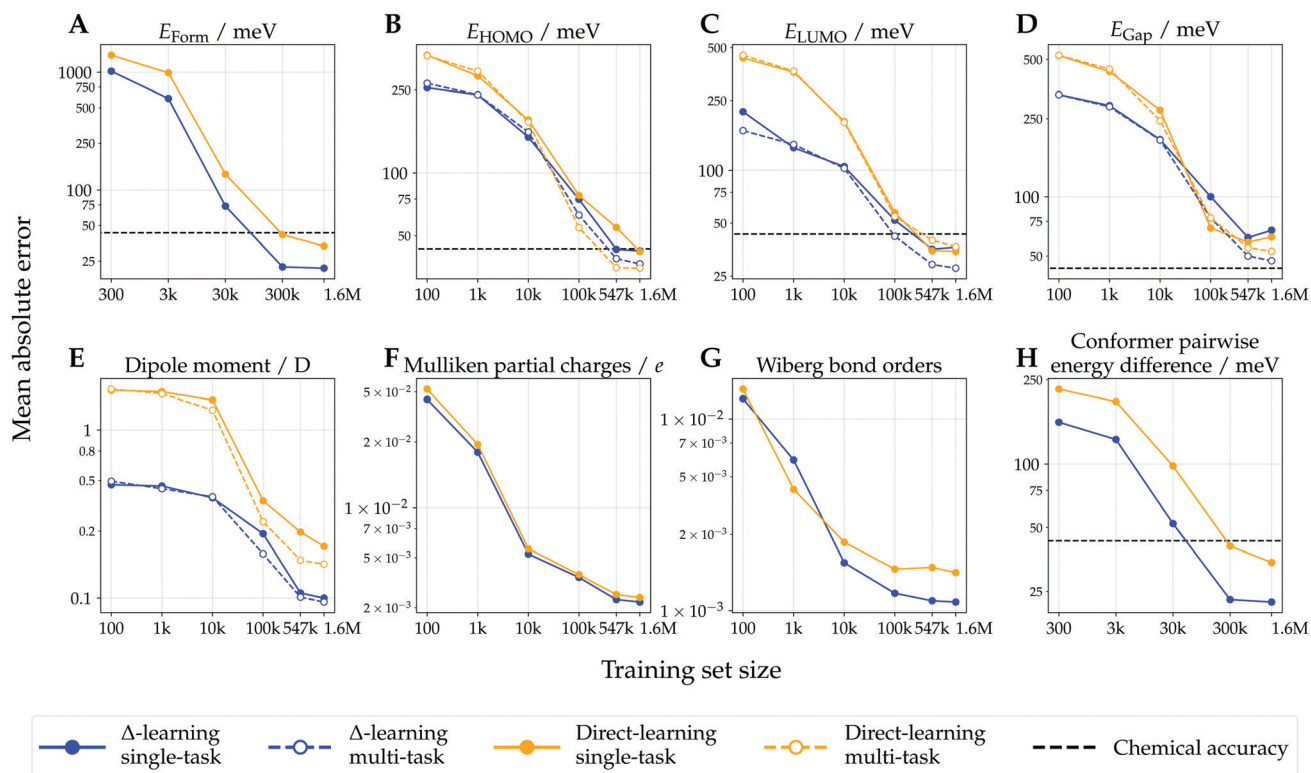 A
E_Form / meV
1000
750
500
250
100
75
50
25
300
3k
30k
300k
1.6M
B
E_HOMO / meV
250
100
75
50
100
1k
10k
100k
547k
1.6M
C
E_LUMO / meV
500
250
100
75
50
25
100
1k
10k
100k
547k
1.6M
D
E_Gap / meV
500
250
100
75
50
100
1k
10k
100k
547k
1.6M
Mean absolute error
E
Dipole moment / D
1
0.8
0.5
0.2
0.1
100
1k
10k
100k
547k
1.6M
F
Mulliken partial charges / e
5 × 10⁻²
2 × 10⁻²
1 × 10⁻²
7 × 10⁻³
5 × 10⁻³
2 × 10⁻³
100
1k
10k
100k
547k
1.6M
G
Wiberg bond orders
1 × 10⁻²
7 × 10⁻³
5 × 10⁻³
2 × 10⁻³
1 × 10⁻³
100
1k
10k
100k
547k
1.6M
H
Conformer pairwise
energy difference / meV
250
100
75
50
25
300
3k
30k
300k
1.6M
Training set size
Δ-learning
single-task
Δ-learning
multi-task
Direct-learning
single-task
Direct-learning
multi-task
Chemical accuracy